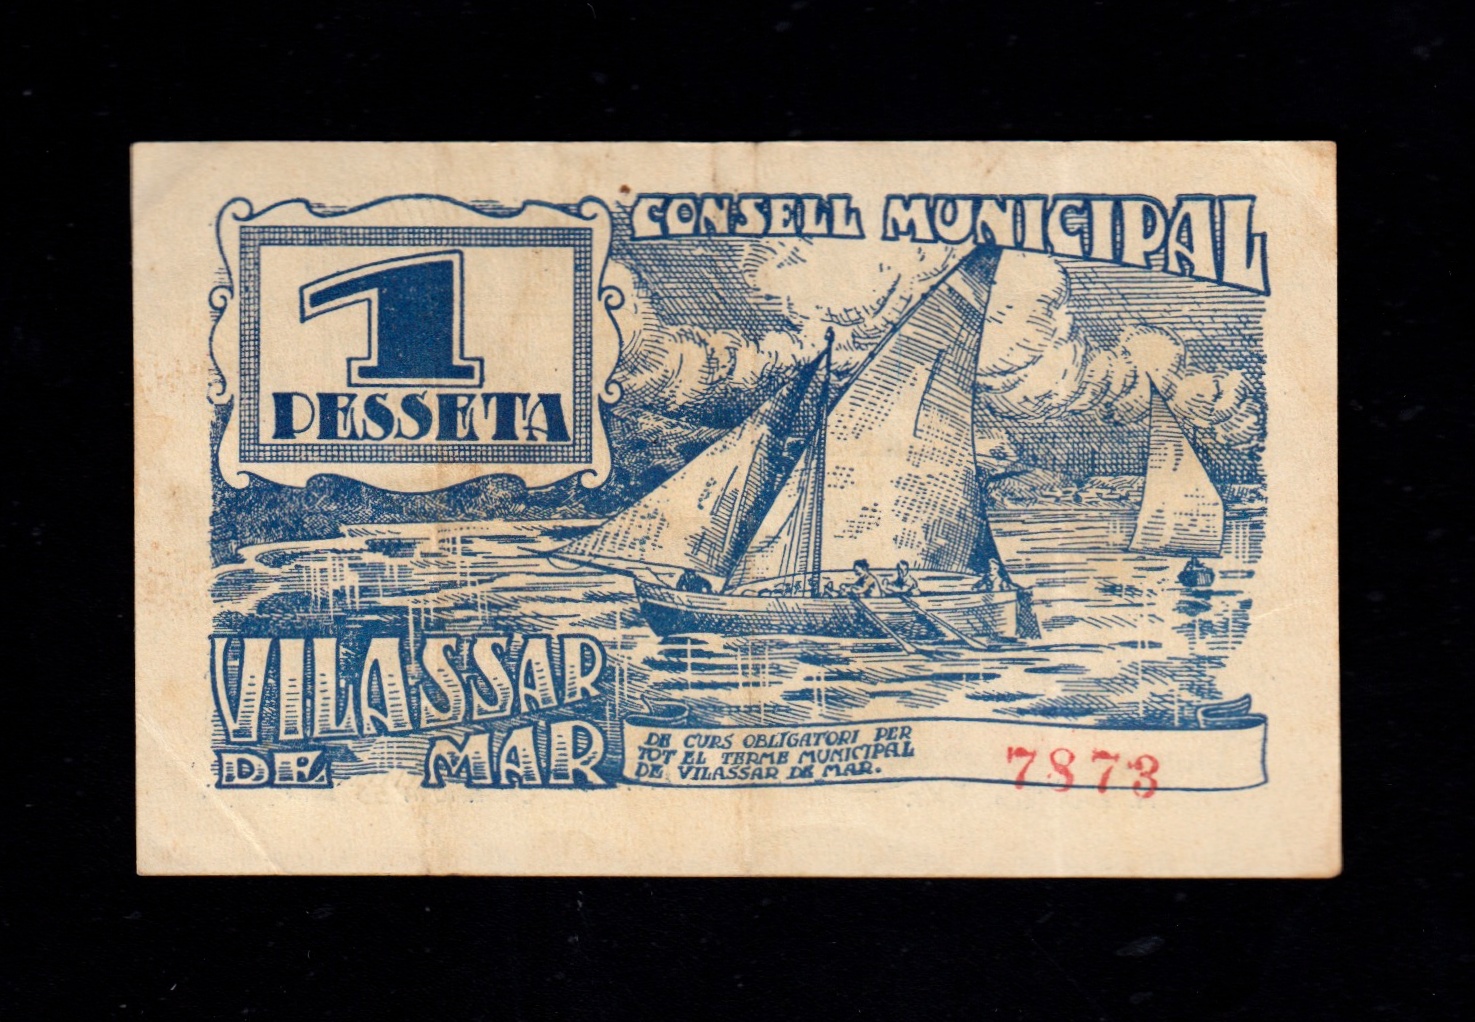 1
PESSETA
CONSELL MUNICIPAL
VILASSAR
DE MAR
DE CURS OBLIGATORI PER
TOT EL TERME MUNICIPAL
DE VILASSAR DE MAR.
7873